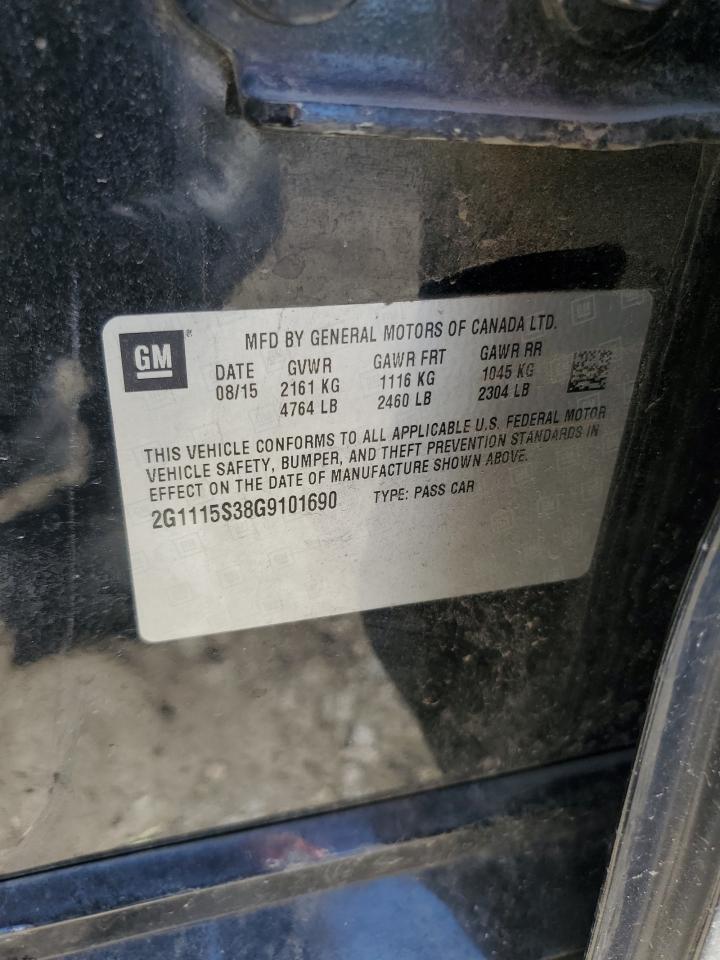 GM
MFD BY GENERAL MOTORS OF CANADA LTD.
DATE GVWR GAWR FRT GAWR RR
08/15 2161 KG 1116 KG 1045 KG
4764 LB 2460 LB 2304 LB
THIS VEHICLE CONFORMS TO ALL APPLICABLE U.S. FEDERAL MOTOR
VEHICLE SAFETY, BUMPER, AND THEFT PREVENTION STANDARDS IN
EFFECT ON THE DATE OF MANUFACTURE SHOWN ABOVE.
2G1115S38G9101690 TYPE: PASS CAR